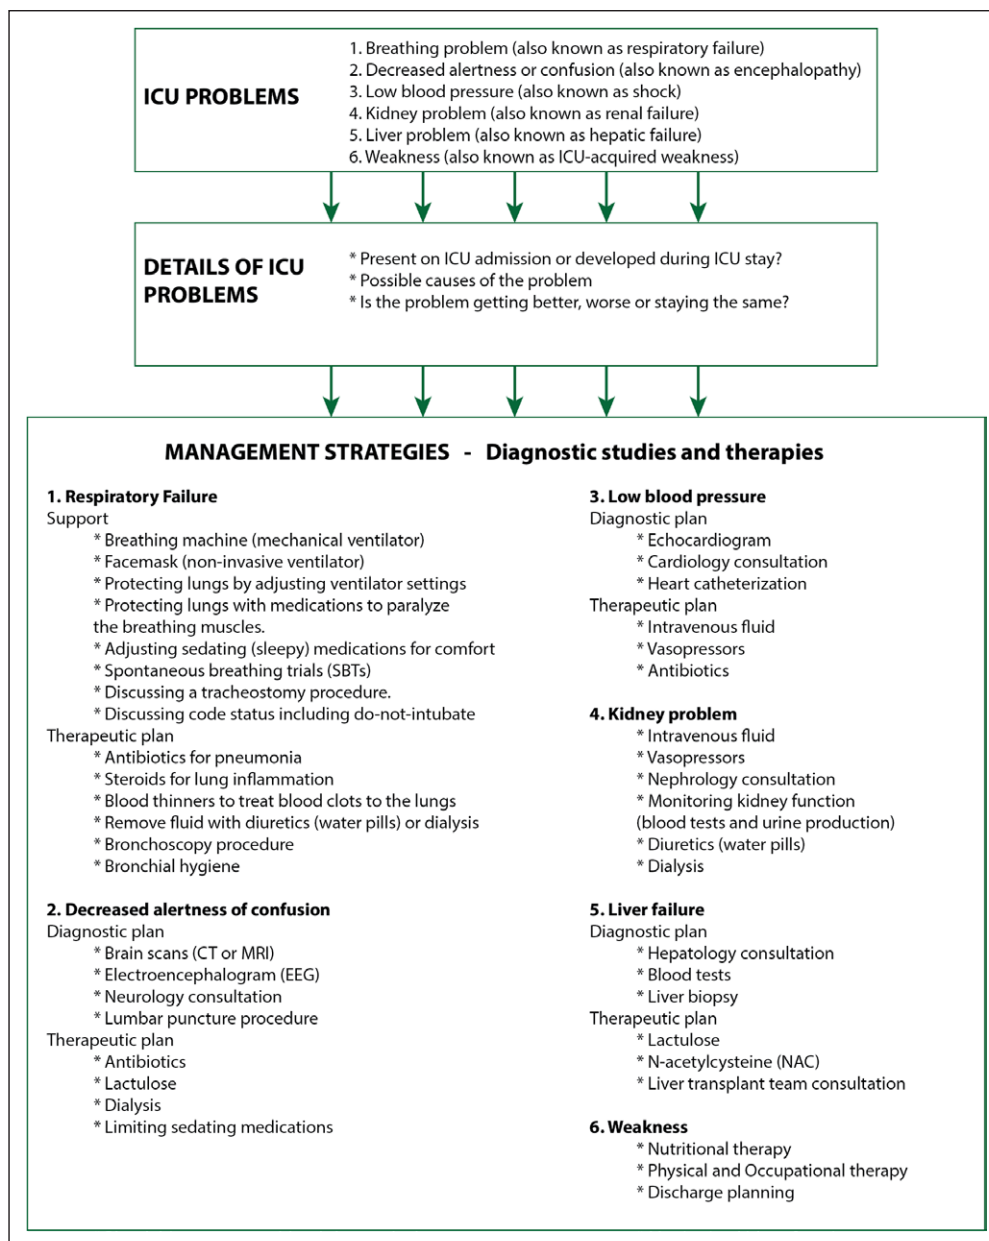 ICU PROBLEMS
1. Breathing problem (also known as respiratory failure)
2. Decreased alertness or confusion (also known as encephalopathy)
3. Low blood pressure (also known as shock)
4. Kidney problem (also known as renal failure)
5. Liver problem (also known as hepatic failure)
6. Weakness (also known as ICU-acquired weakness)
DETAILS OF ICU
PROBLEMS
* Present on ICU admission or developed during ICU stay?
* Possible causes of the problem
* Is the problem getting better, worse or staying the same?
MANAGEMENT STRATEGIES - Diagnostic studies and therapies
1. Respiratory Failure
Support
* Breathing machine (mechanical ventilator)
* Facemask (non-invasive ventilator)
* Protecting lungs by adjusting ventilator settings
* Protecting lungs with medications to paralyze
the breathing muscles.
* Adjusting sedating (sleepy) medications for comfort
* Spontaneous breathing trials (SBTs)
* Discussing a tracheostomy procedure.
* Discussing code status including do-not-intubate
Therapeutic plan
* Antibiotics for pneumonia
* Steroids for lung inflammation
* Blood thinners to treat blood clots to the lungs
* Remove fluid with diuretics (water pills) or dialysis
* Bronchoscopy procedure
* Bronchial hygiene
2. Decreased alertness of confusion
Diagnostic plan
* Brain scans (CT or MRI)
* Electroencephalogram (EEG)
* Neurology consultation
* Lumbar puncture procedure
Therapeutic plan
* Antibiotics
* Lactulose
* Dialysis
* Limiting sedating medications
3. Low blood pressure
Diagnostic plan
* Echocardiogram
* Cardiology consultation
* Heart catheterization
Therapeutic plan
* Intravenous fluid
* Vasopressors
* Antibiotics
4. Kidney problem
* Intravenous fluid
* Vasopressors
* Nephrology consultation
* Monitoring kidney function
(blood tests and urine production)
* Diuretics (water pills)
* Dialysis
5. Liver failure
Diagnostic plan
* Hepatology consultation
* Blood tests
* Liver biopsy
Therapeutic plan
* Lactulose
* N-acetylcysteine (NAC)
* Liver transplant team consultation
6. Weakness
* Nutritional therapy
* Physical and Occupational therapy
* Discharge planning